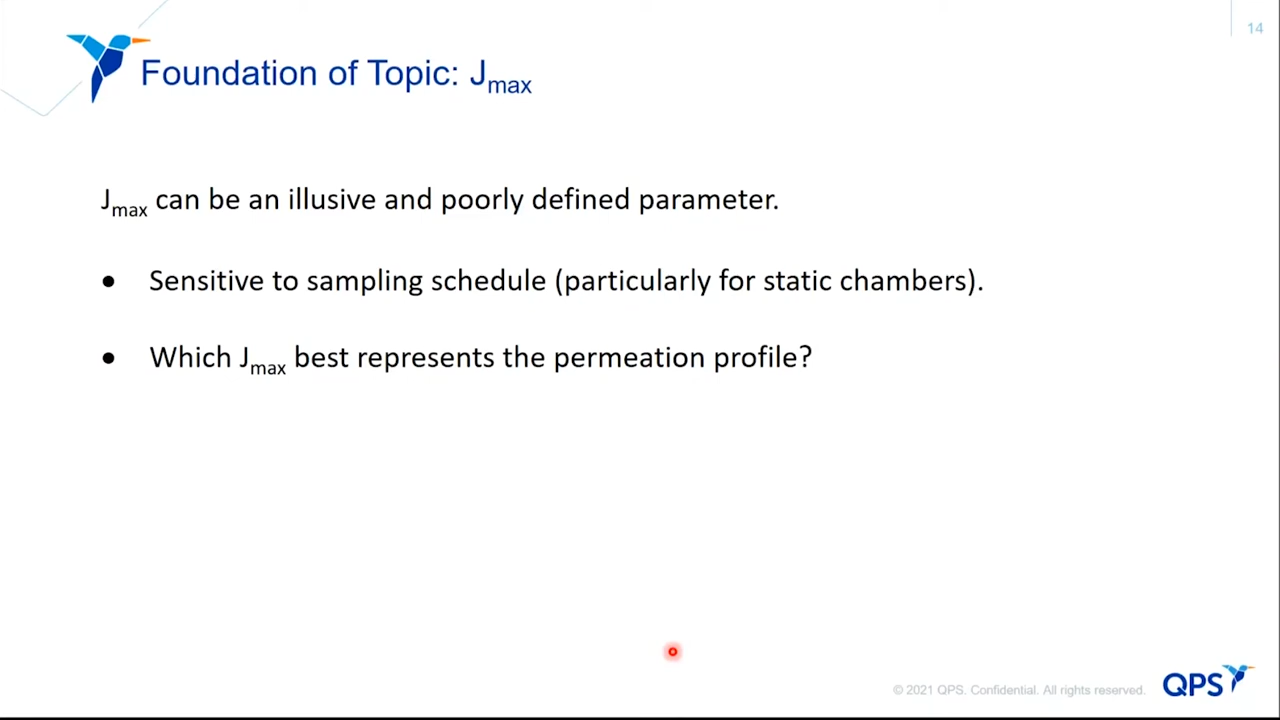 14
Foundation of Topic: Jmax
Jmax can be an illusive and poorly defined parameter.
• Sensitive to sampling schedule (particularly for static chambers).
• Which Jmax best represents the permeation profile?
© 2021 QPS. Confidential. All rights reserved.
QPS